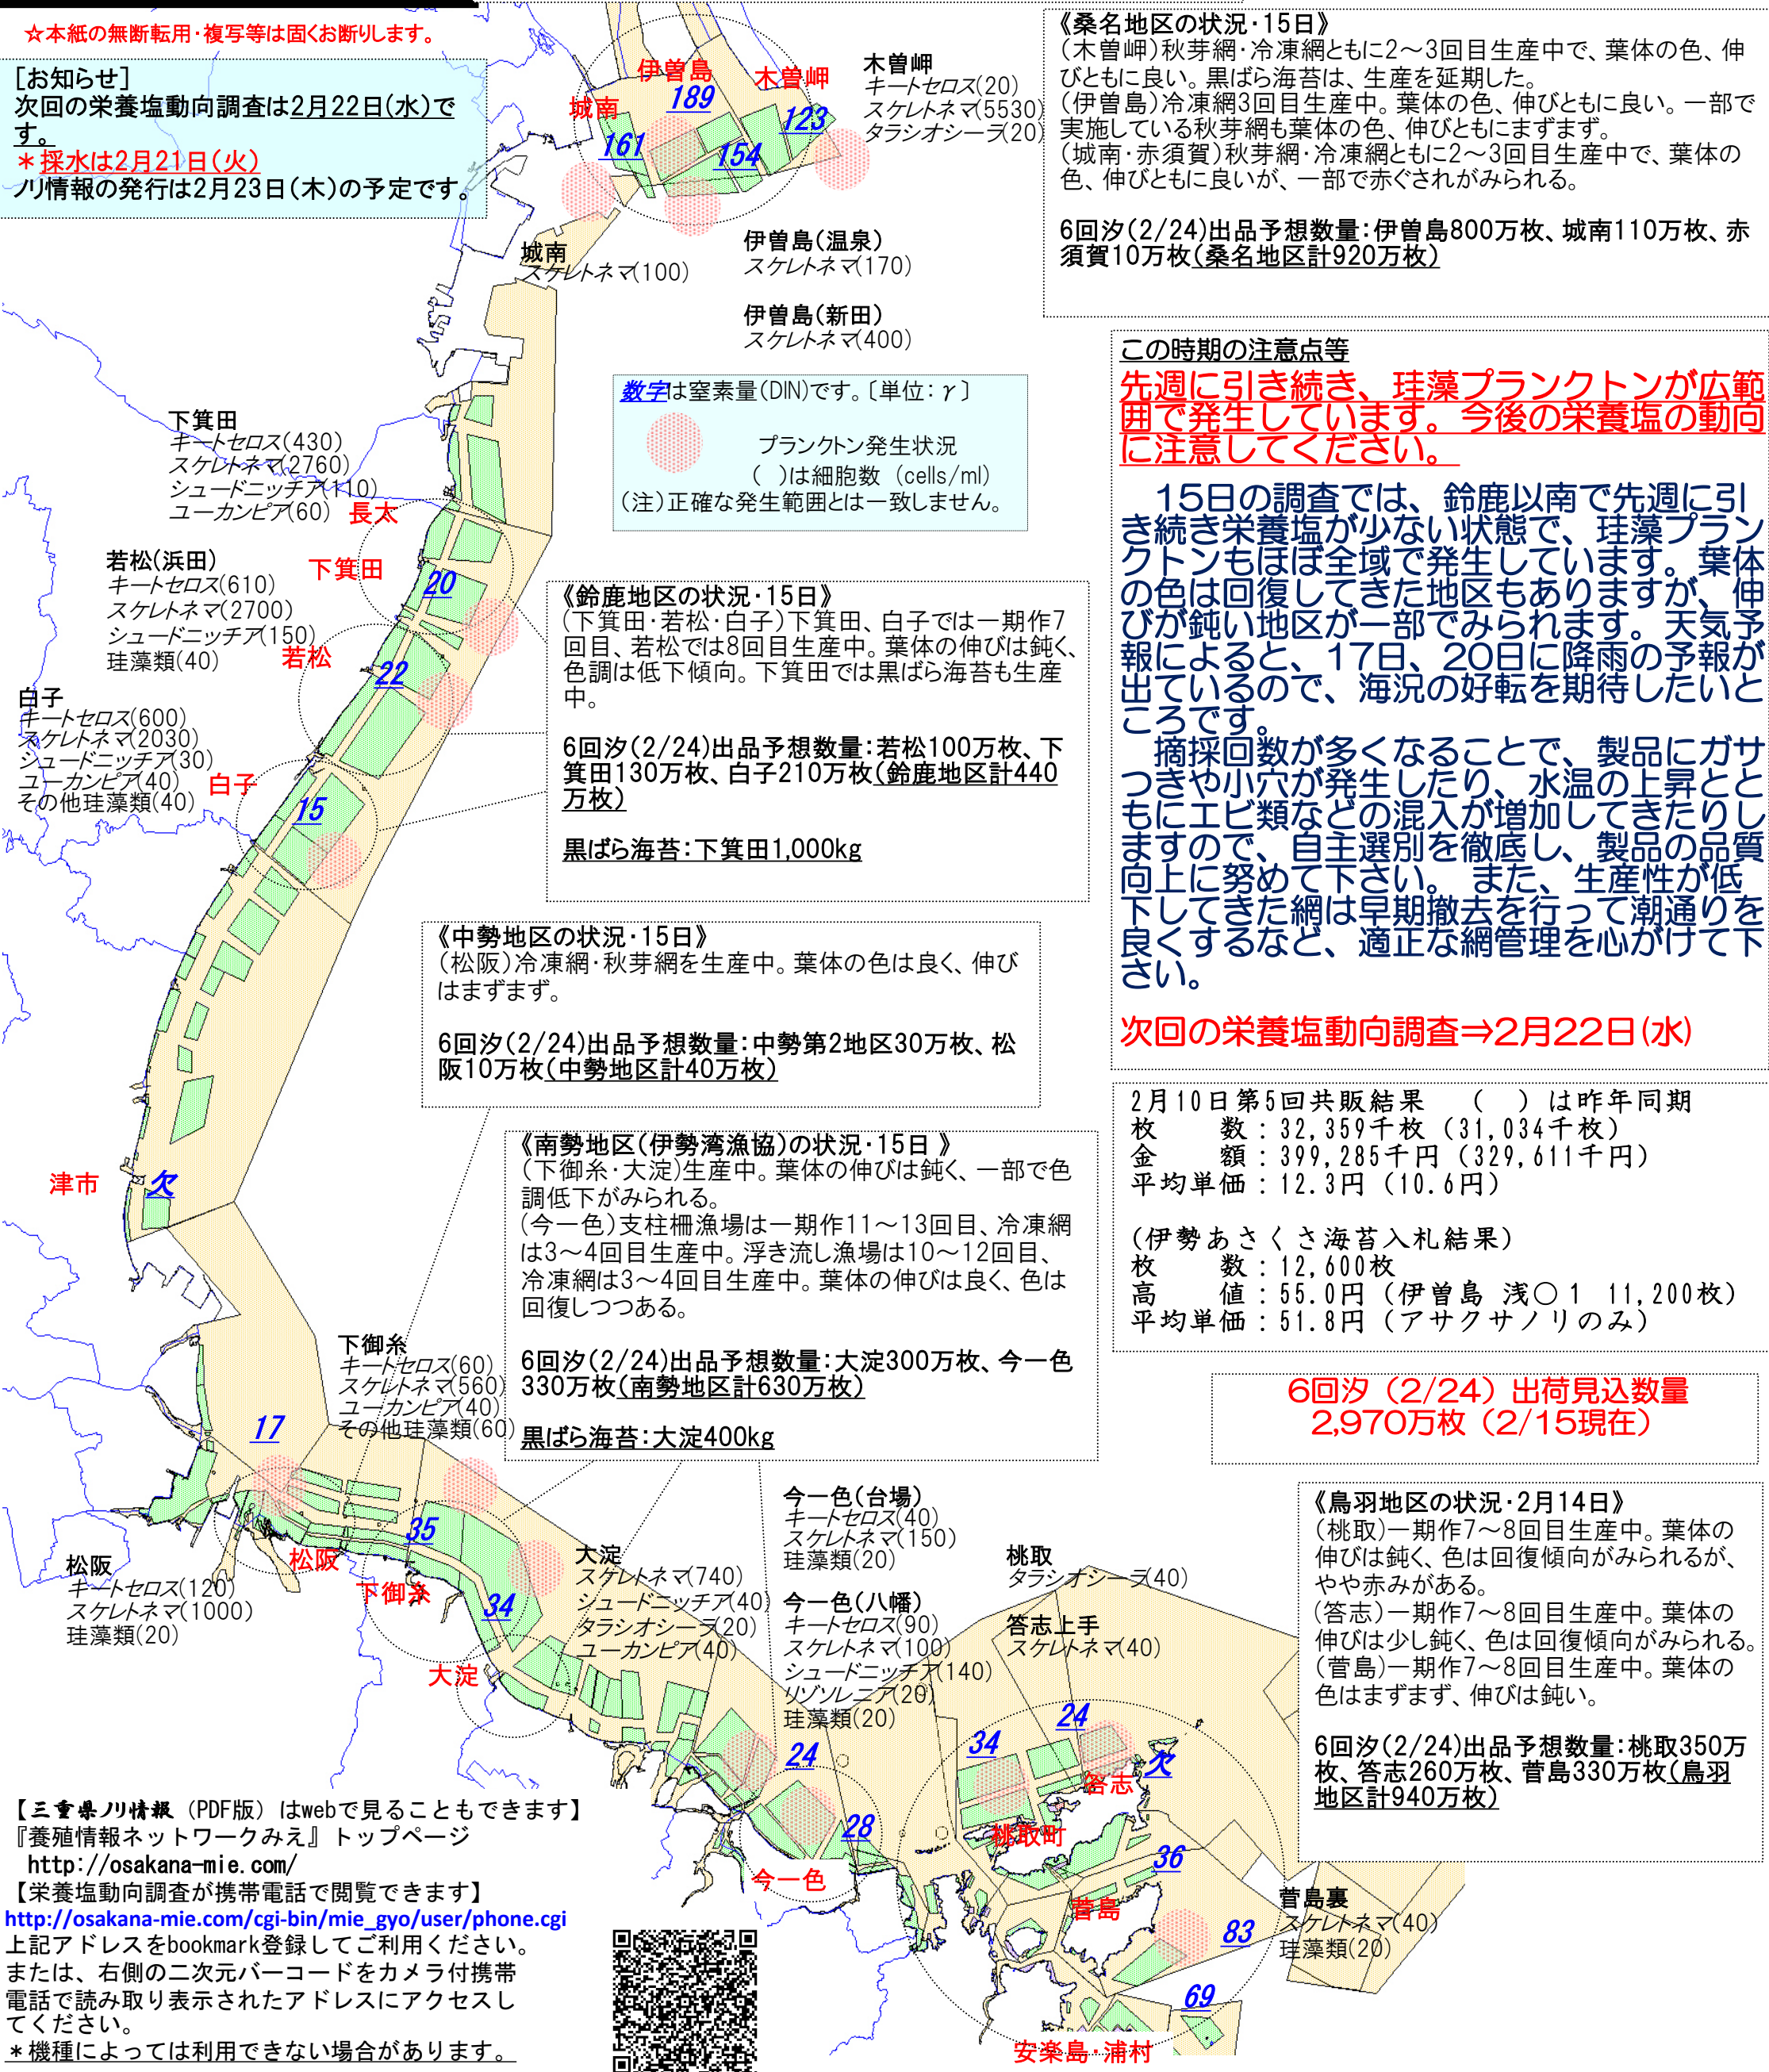 ☆本紙の無断転用・複写等は固くお断りします。
［お知らせ］
次回の栄養塩動向調査は2月22日(水)で
す。
＊採水は2月21日(火)
ノリ情報の発行は2月23日(木)の予定です。
伊曽島
木曽岬
城南
189
123
161
154
木曽岬
キートセロス(20)
スケレトネマ(5530)
タラシオシーラ(20)
城南
スケレトネマ(100)
伊曽島(温泉)
スケレトネマ(170)
伊曽島(新田)
スケレトネマ(400)
《桑名地区の状況・15日》
(木曽岬)秋芽網・冷凍網ともに2～3回目生産中で、葉体の色、伸
びともに良い。黒ばら海苔は、生産を延期した。
(伊曽島)冷凍網3回目生産中。葉体の色、伸びともに良い。一部で
実施している秋芽網も葉体の色、伸びともにまずまず。
(城南・赤須賀)秋芽網・冷凍網ともに2～3回目生産中で、葉体の
色、伸びともに良いが、一部で赤ぐされがみられる。
6回汐(2/24)出品予想数量：伊曽島800万枚、城南110万枚、赤
須賀10万枚(桑名地区計920万枚)
数字は窒素量(DIN)です。〔単位：γ〕
プランクトン発生状況
(　)は細胞数 (cells/ml)
(注)正確な発生範囲とは一致しません。
この時期の注意点等
先週に引き続き、珪藻プランクトンが広範
囲で発生しています。今後の栄養塩の動向
に注意してください。
15日の調査では、鈴鹿以南で先週に引
き続き栄養塩が少ない状態で、珪藻プラン
クトンもほぼ全域で発生しています。葉体
の色は回復してきた地区もありますが、伸
びが鈍い地区が一部でみられます。天気予
報によると、17日、20日に降雨の予報が
出ているので、海況の好転を期待したいと
ころです。
摘採回数が多くなることで、製品にガサ
つきや小穴が発生したり、水温の上昇とと
もにエビ類などの混入が増加してきたりし
ますので、自主選別を徹底し、製品の品質
向上に努めて下さい。 また、生産性が低
下してきた網は早期撤去を行って潮通りを
良くするなど、適正な網管理を心がけて下
さい。
次回の栄養塩動向調査⇒2月22日(水)
下箕田
キートセロス(430)
スケレトネマ(2760)
シュードニッチア(110)
ユーカンピア(60)
長太
下箕田
20
若松(浜田)
キートセロス(610)
スケレトネマ(2700)
シュードニッチア(150)
珪藻類(40)
若松
22
白子
キートセロス(600)
スケレトネマ(2030)
シュードニッチア(30)
ユーカンピア(40)
その他珪藻類(40)
白子
15
《鈴鹿地区の状況・15日》
(下箕田・若松・白子)下箕田、白子では一期作7
回目、若松では8回目生産中。葉体の伸びは鈍く、
色調は低下傾向。下箕田では黒ばら海苔も生産
中。
6回汐(2/24)出品予想数量：若松100万枚、下
箕田130万枚、白子210万枚(鈴鹿地区計440
万枚)
黒ばら海苔：下箕田1,000kg
《中勢地区の状況・15日》
(松阪)冷凍網・秋芽網を生産中。葉体の色は良く、伸び
はまずまず。
6回汐(2/24)出品予想数量：中勢第2地区30万枚、松
阪10万枚(中勢地区計40万枚)
津市
欠
《南勢地区(伊勢湾漁協)の状況・15日 》
(下御糸・大淀)生産中。葉体の伸びは鈍く、一部で色
調低下がみられる。
(今一色)支柱柵漁場は一期作11～13回目、冷凍網
は3～4回目生産中。浮き流し漁場は10～12回目、
冷凍網は3～4回目生産中。葉体の伸びは良く、色は
回復しつつある。
6回汐(2/24)出品予想数量：大淀300万枚、今一色
330万枚(南勢地区計630万枚)
黒ばら海苔：大淀400kg
2月10日第5回共販結果　(　)は昨年同期
枚　　数：32,359千枚 (31,034千枚)
金　　額：399,285千円 (329,611千円)
平均単価：12.3円 (10.6円)
(伊勢あさくさ海苔入札結果)
枚　　数：12,600枚
高　　値：55.0円 (伊曽島 浅○1 11,200枚)
平均単価：51.8円 (アサクサノリのみ)
6回汐（2/24）出荷見込数量
2,970万枚（2/15現在）
下御糸
キートセロス(60)
スケレトネマ(560)
ユーカンピア(40)
その他珪藻類(60)
17
松阪
35
下御糸
34
大淀
松阪
キートセロス(120)
スケレトネマ(1000)
珪藻類(20)
大淀
スケレトネマ(740)
シュードニッチア(40)
タラシオシーラ(20)
ユーカンピア(40)
今一色(台場)
キートセロス(40)
スケレトネマ(150)
珪藻類(20)
今一色(八幡)
キートセロス(90)
スケレトネマ(100)
シュードニッチア(140)
リゾソレニア(20)
珪藻類(20)
24
28
今一色
桃取
タラシオシーラ(40)
答志上手
スケレトネマ(40)
34
24
欠
答志
桃取町
36
菅島
83
69
安楽島・浦村
菅島裏
スケレトネマ(40)
珪藻類(20)
《鳥羽地区の状況・2月14日》
(桃取)一期作7～8回目生産中。葉体の
伸びは鈍く、色は回復傾向がみられるが、
やや赤みがある。
(答志)一期作7～8回目生産中。葉体の
伸びは少し鈍く、色は回復傾向がみられる。
(菅島)一期作7～8回目生産中。葉体の
色はまずまず、伸びは鈍い。
6回汐(2/24)出品予想数量：桃取350万
枚、答志260万枚、菅島330万枚(鳥羽
地区計940万枚)
【三重県ノリ情報（PDF版）はwebで見ることもできます】
『養殖情報ネットワークみえ』トップページ
http://osakana-mie.com/
【栄養塩動向調査が携帯電話で閲覧できます】
http://osakana-mie.com/cgi-bin/mie_gyo/user/phone.cgi
上記アドレスをbookmark登録してご利用ください。
または、右側の二次元バーコードをカメラ付携帯
電話で読み取り表示されたアドレスにアクセスし
てください。
＊機種によっては利用できない場合があります。